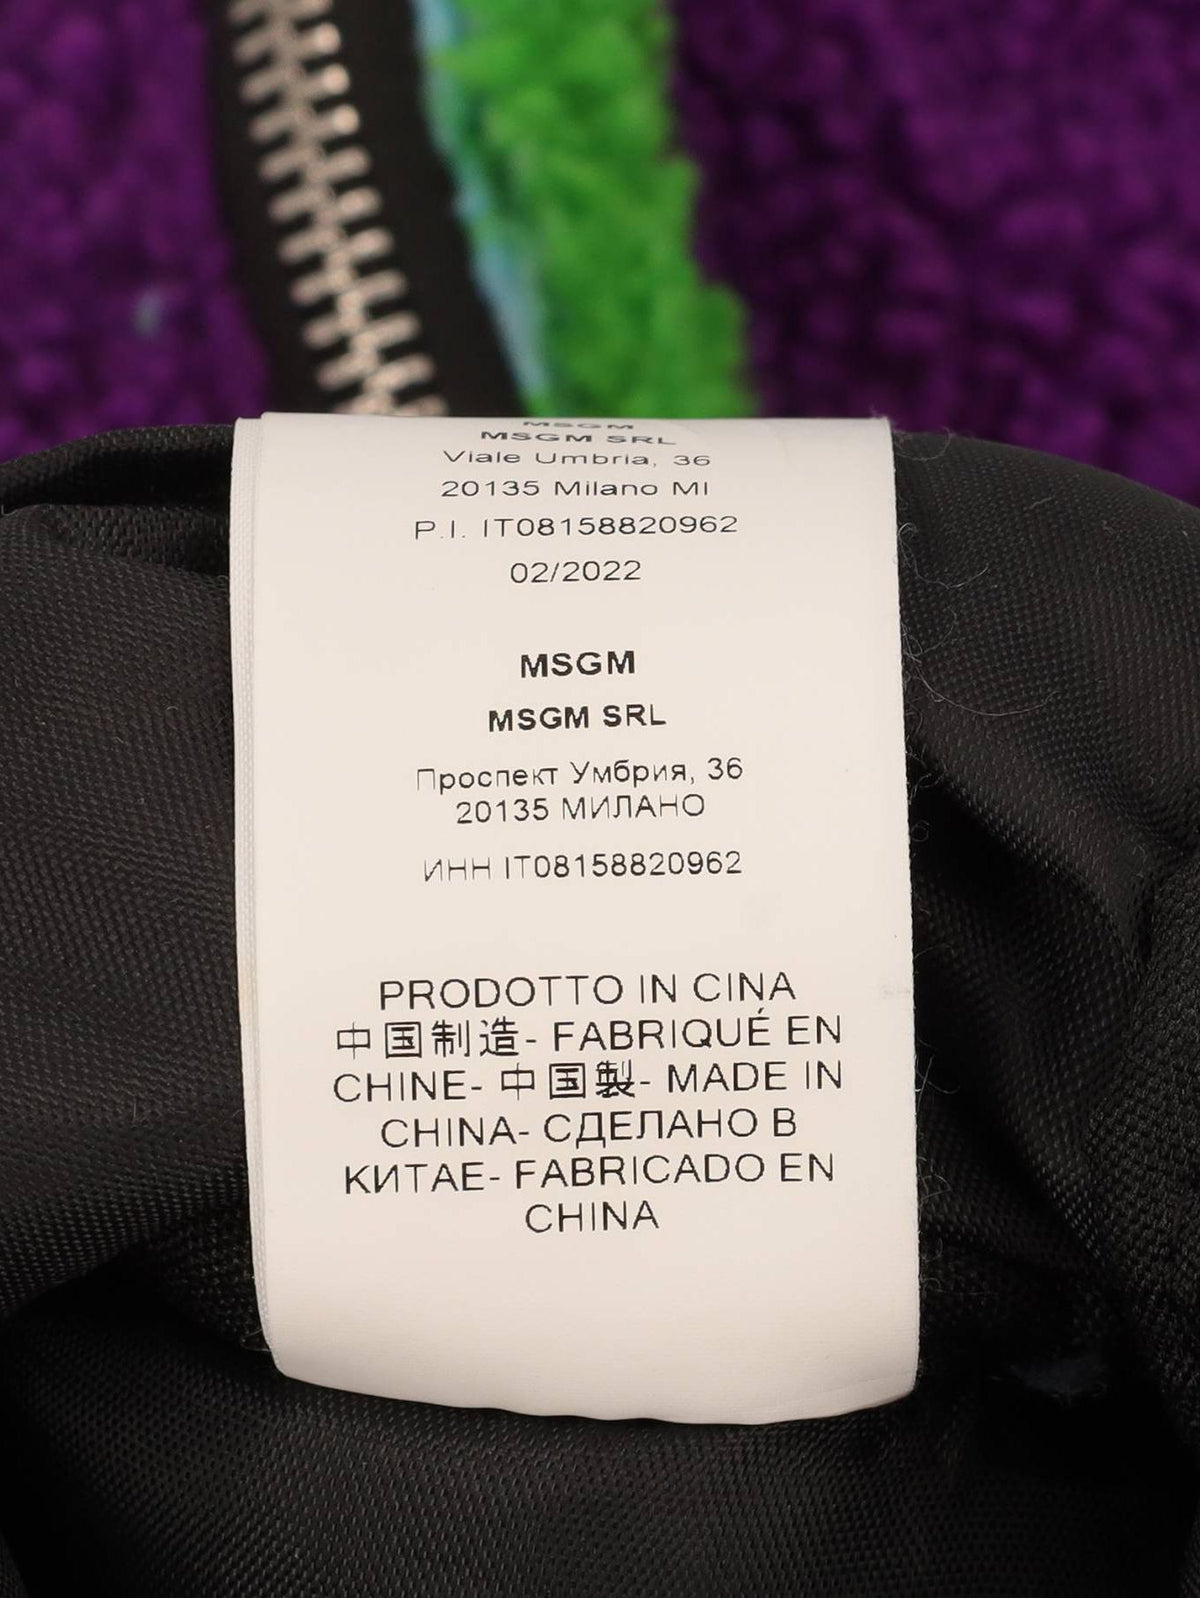 MSGM
MSGM SRL
Viale Umbria, 36
20135 Milano MI
P.I. IT08158820962
02/2022
MSGM
MSGM SRL
Проспект Умбрия, 36
20135 МИЛАНО
ИНН IT08158820962
PRODOTTO IN CINA
中国制造- FABRIQUÉ EN
CHINE- 中国製- MADE IN
CHINA- СДЕЛАНО В
КИТАЕ- FABRICADO EN
CHINA